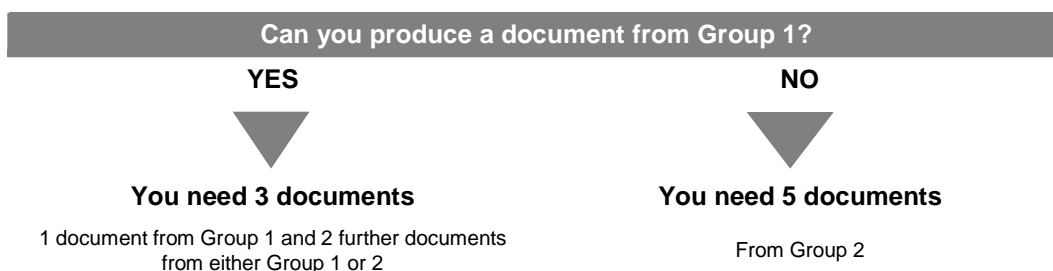 Can you produce a document from Group 1?
YES
NO
You need 3 documents
You need 5 documents
1 document from Group 1 and 2 further documents
from either Group 1 or 2
From Group 2